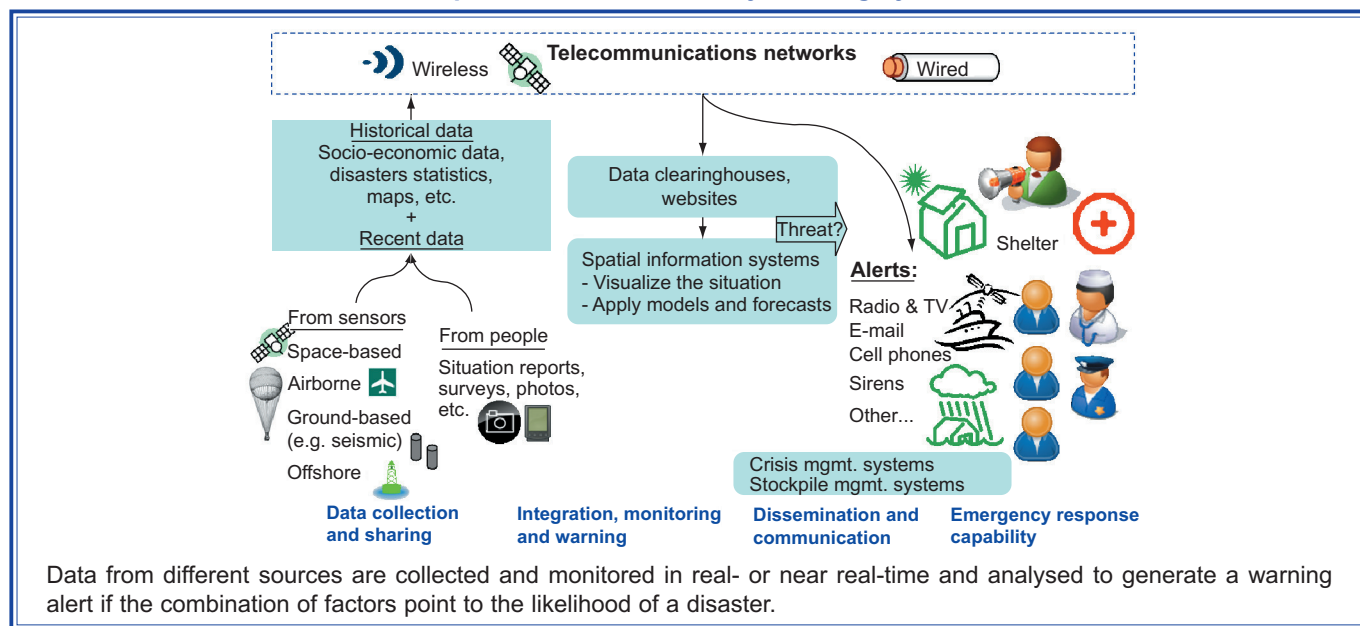 Telecommunications networks
Wireless
Wired
Historical data
Socio-economic data,
disasters statistics,
maps, etc.
+
Recent data
From sensors
Space-based
Airborne
Ground-based
(e.g. seismic)
Offshore
From people
Situation reports,
surveys, photos,
etc.
Data clearinghouses,
websites
Threat?
Spatial information systems
- Visualize the situation
- Apply models and forecasts
Shelter
Alerts:
Radio & TV
E-mail
Cell phones
Sirens
Other...
Crisis mgmt. systems
Stockpile mgmt. systems
Data collection
and sharing
Integration, monitoring
and warning
Dissemination and
communication
Emergency response
capability
Data from different sources are collected and monitored in real- or near real-time and analysed to generate a warning
alert if the combination of factors point to the likelihood of a disaster.